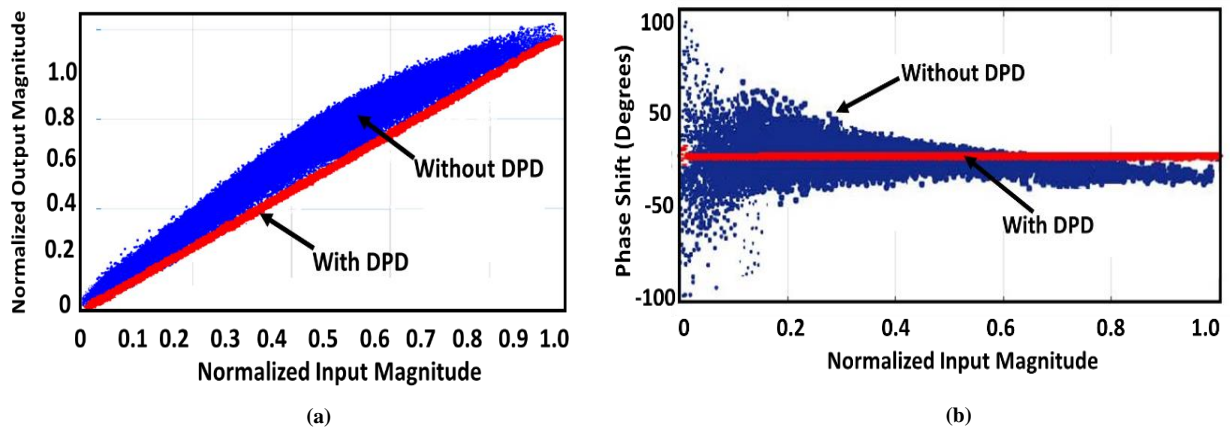 Normalized Output Magnitude
1.0
0.8
0.6
0.4
0.2
0
Without DPD
With DPD
0 0.1 0.2 0.3 0.4 0.5 0.6 0.7 0.8 0.9 1.0
Normalized Input Magnitude
(a)
Phase Shift (Degrees)
100
50
-50
-100
Without DPD
With DPD
0 0.2 0.4 0.6 0.8 1.0
Normalized Input Magnitude
(b)